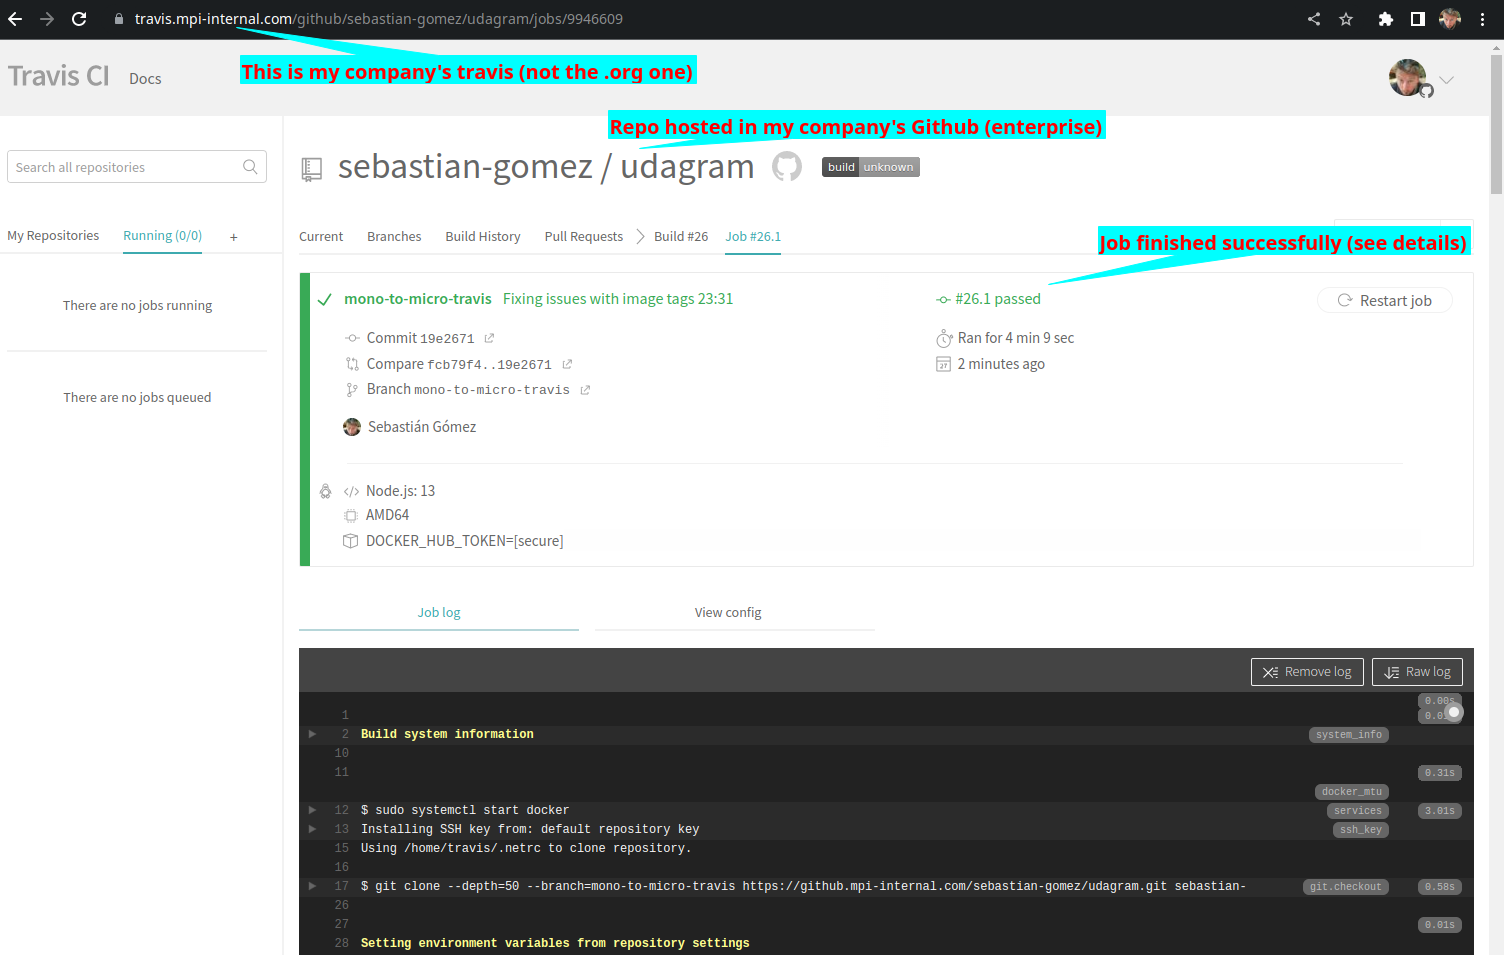 travis.mpi-internal.com/github/sebastian-gomez/udagram/jobs/9946609
This is my company's travis (not the .org one)
Travis CI
Docs
Repo hosted in my company's Github (enterprise)
Search all repositories
sebastian-gomez / udagram
build unknown
My Repositories
Running (0/0)
+
Current
Branches
Build History
Pull Requests
Build #26
Job #26.1
Job finished successfully (see details)
There are no jobs running
There are no jobs queued
mono-to-micro-travis Fixing issues with image tags 23:31
#26.1 passed
Restart job
Commit 19e2671
Ran for 4 min 9 sec
Compare fcb79f4..19e2671
2 minutes ago
Branch mono-to-micro-travis
Sebastián Gómez
Node.js: 13
AMD64
DOCKER_HUB_TOKEN=[secure]
Job log
View config
Remove log
Raw log
0.00s
1
2 Build system information system_info
10
11 0.31s
docker_mtu
12 $ sudo systemctl start docker services 3.01s
13 Installing SSH key from: default repository key ssh_key
15 Using /home/travis/.netrc to clone repository.
16
17 $ git clone --depth=50 --branch=mono-to-micro-travis https://github.mpi-internal.com/sebastian-gomez/udagram.git sebastian- git.checkout 0.58s
26
27 0.01s
28 Setting environment variables from repository settings